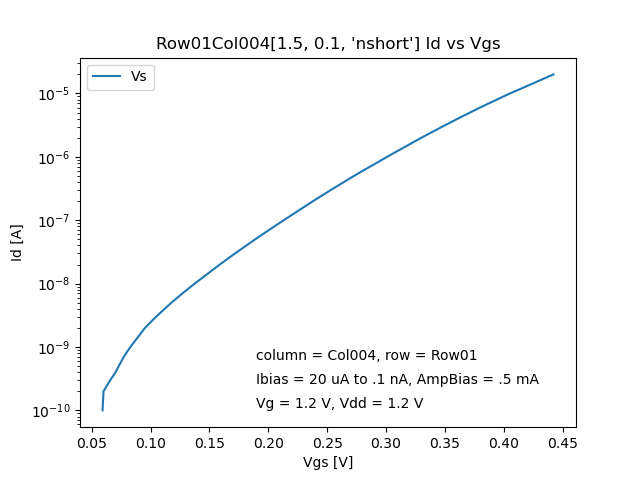 Row01Col004[1.5, 0.1, 'nshort'] Id vs Vgs
Vs
Id [A]
10⁻⁵
10⁻⁶
10⁻⁷
10⁻⁸
10⁻⁹
10⁻¹⁰
column = Col004, row = Row01
Ibias = 20 uA to .1 nA, AmpBias = .5 mA
Vg = 1.2 V, Vdd = 1.2 V
0.05 0.10 0.15 0.20 0.25 0.30 0.35 0.40 0.45
Vgs [V]